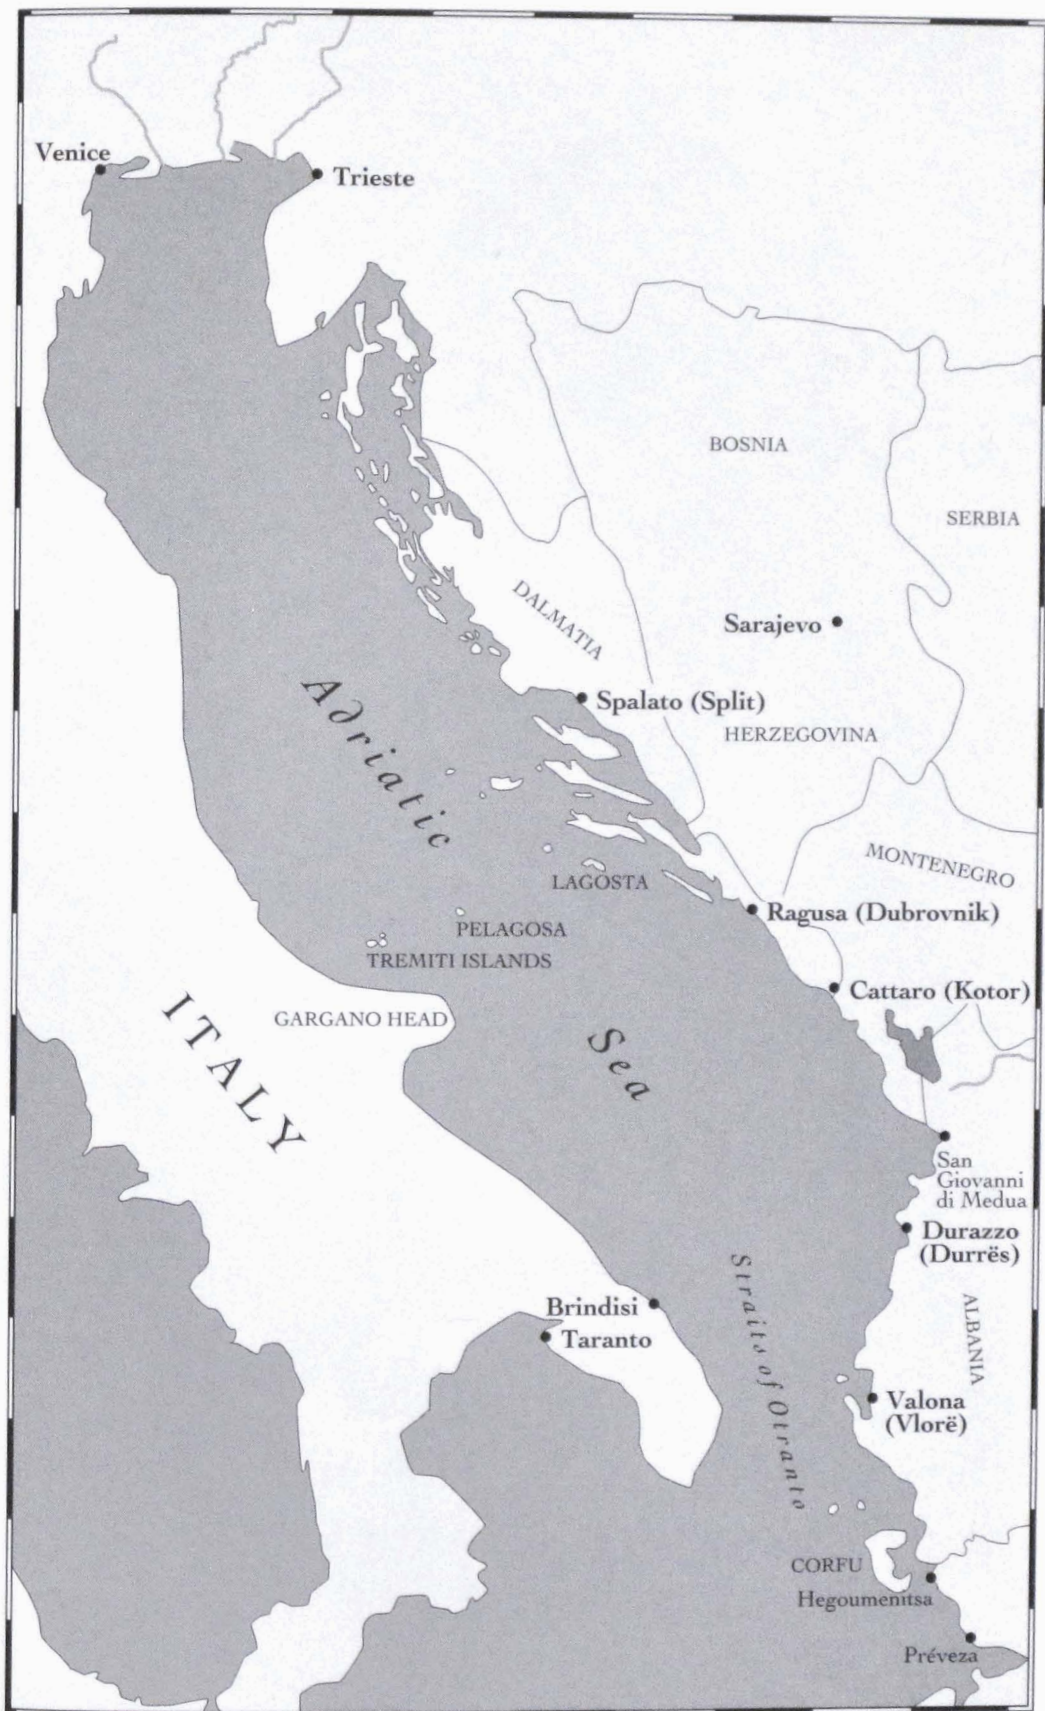 Venice
Trieste
BOSNIA
SERBIA
DALMATIA
Sarajevo
Spalato (Split)
HERZEGOVINA
Adriatic
MONTENEGRO
LAGOSTA
Ragusa (Dubrovnik)
PELAGOSA
TREMITI ISLANDS
Cattaro (Kotor)
GARGANO HEAD
ITALY
Sea
San
Giovanni
di Medua
Durazzo
(Durrës)
Straits of Otranto
Brindisi
Taranto
ALBANIA
Valona
(Vlorë)
CORFU
Hegoumenitsa
Préveza